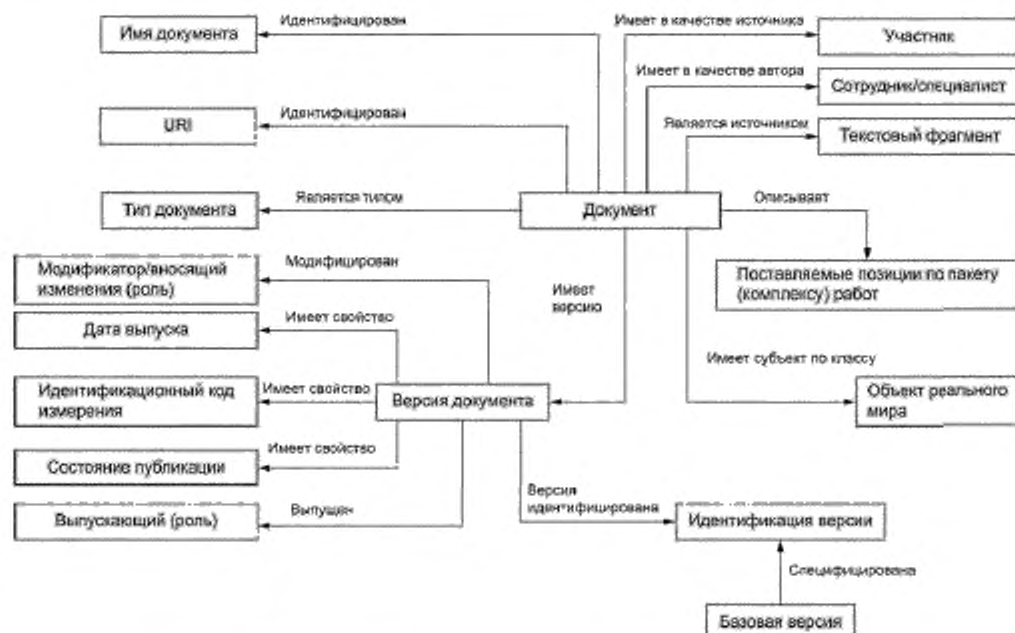 Идентифицирован
Имеет в качестве источника
Имя документа
Участник
Имеет в качестве автора
Сотрудник/специалист
URI
Идентифицирован
Является источником
Текстовый фрагмент
Тип документа
Является типом
Документ
Описывает
Модификатор/вносящий
изменения (роль)
Модифицирован
Имеет
версию
Поставляемые позиции по пакету
(комплексу) работ
Дата выпуска
Имеет свойство
Имеет субъект по классу
Идентификационный код
измерения
Имеет свойство
Версия документа
Объект реального
мира
Состояние публикации
Имеет свойство
Выпускающий (роль)
Выпущен
Версия
идентифицирована
Идентификация версии
Специфицирована
Базовая версия